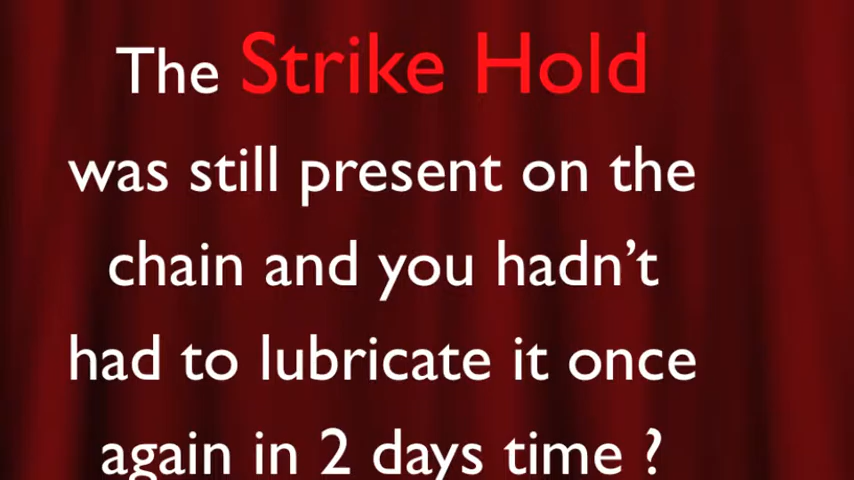 The Strike Hold
was still present on the
chain and you hadn’t
had to lubricate it once
again in 2 days time ?